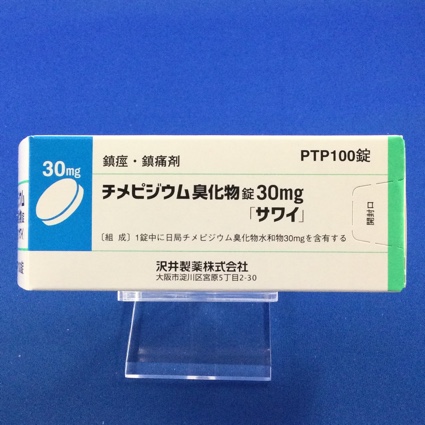 30mg
鎮痙・鎮痛剤
PTP100錠
チメピジウム臭化物錠30mg
「サワイ」
［組 成］1錠中に日局チメピジウム臭化物水和物30mgを含有する
沢井製薬株式会社
大阪市淀川区宮原5丁目2-30
開封口